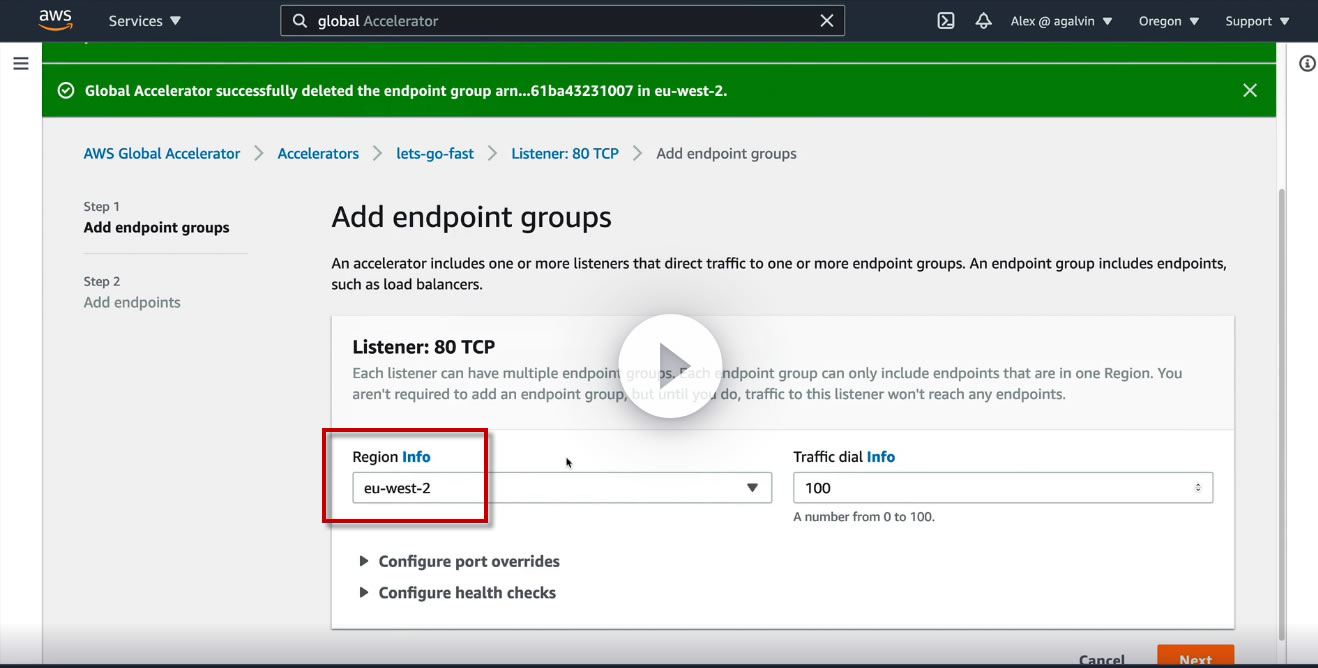 aws Services global Accelerator Alex @ agalvin Oregon Support
Global Accelerator successfully deleted the endpoint group arn...61ba43231007 in eu-west-2.
AWS Global Accelerator Accelerators lets-go-fast Listener: 80 TCP Add endpoint groups
Step 1
Add endpoint groups
Step 2
Add endpoints
Add endpoint groups
An accelerator includes one or more listeners that direct traffic to one or more endpoint groups. An endpoint group includes endpoints,
such as load balancers.
Listener: 80 TCP
Each listener can have multiple endpoint groups. Each endpoint group can only include endpoints that are in one Region. You
aren't required to add an endpoint group, but until you do, traffic to this listener won't reach any endpoints.
Region Info
eu-west-2
Traffic dial Info
100
A number from 0 to 100.
Configure port overrides
Configure health checks
Cancel Next